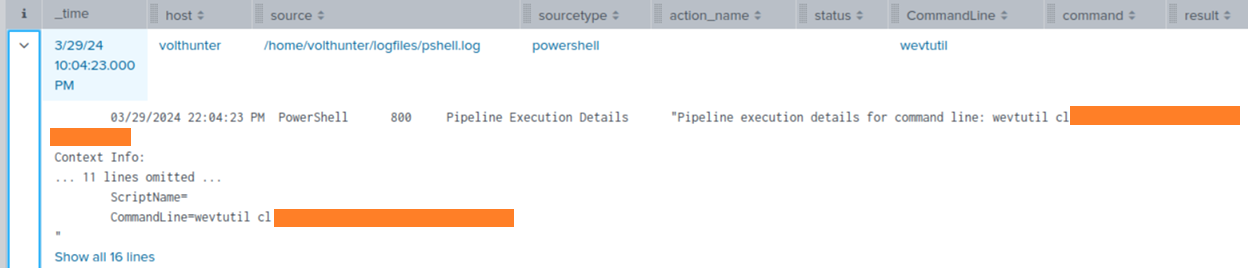 i _time host source sourcetype action_name status CommandLine command result
3/29/24 volthunter /home/volthunter/logfiles/pshell.log powershell wevtutil
10:04:23.000
PM
03/29/2024 22:04:23 PM PowerShell 800 Pipeline Execution Details "Pipeline execution details for command line: wevtutil cl
Context Info:
... 11 lines omitted ...
ScriptName=
CommandLine=wevtutil cl
"
Show all 16 lines